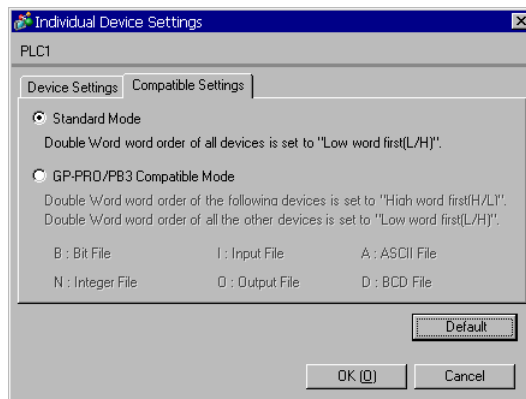 Individual Device Settings
PLC1
Device Settings Compatible Settings
Standard Mode
Double Word word order of all devices is set to "Low word first(L/H)".
GP-PRO/PB3 Compatible Mode
Double Word word order of the following devices is set to "High word first(H/L)".
Double Word word order of all the other devices is set to "Low word first(L/H)".
B : Bit File I : Input File A : ASCII File
N : Integer File O : Output File D : BCD File
Default
OK (O) Cancel